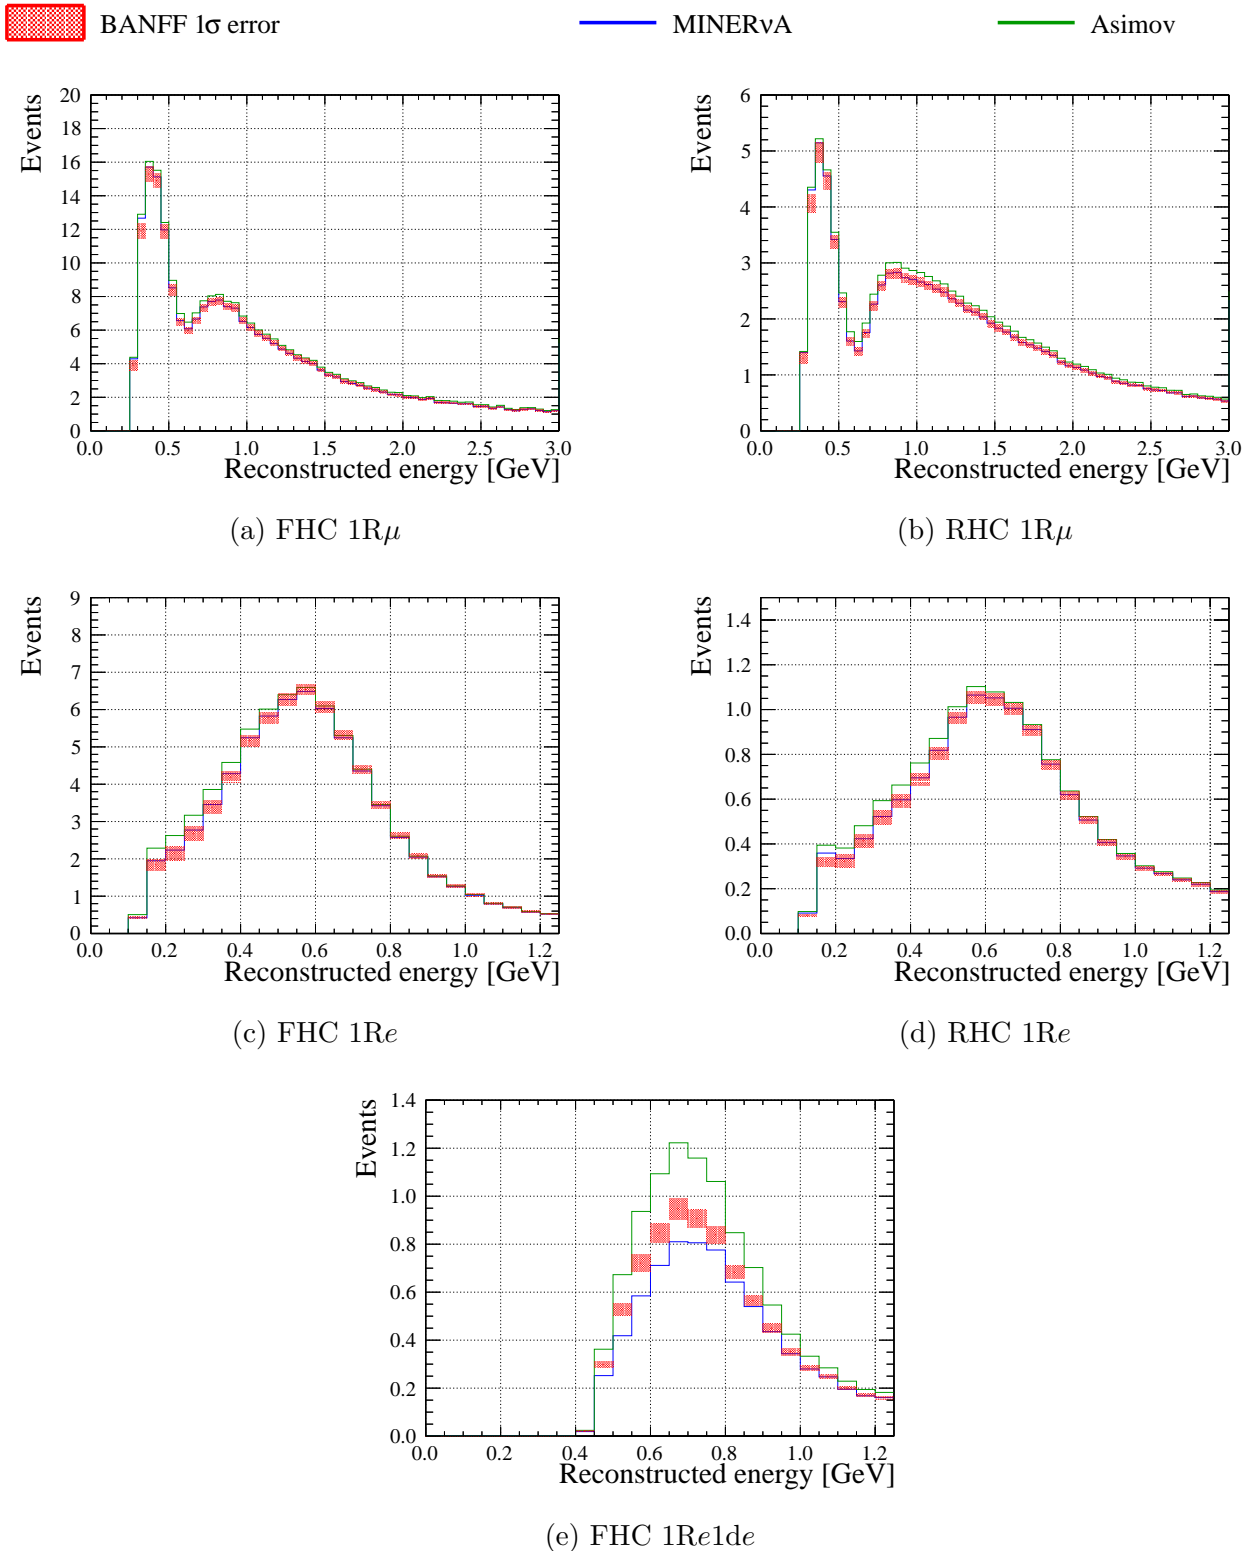 BANFF 1σ error MINERνA Asimov
Events
20
18
16
14
12
10
8
6
4
2
0
0.0 0.5 1.0 1.5 2.0 2.5 3.0
Reconstructed energy [GeV]
(a) FHC 1Rμ
Events
6
5
4
3
2
1
0
0.0 0.5 1.0 1.5 2.0 2.5 3.0
Reconstructed energy [GeV]
(b) RHC 1Rμ
Events
9
8
7
6
5
4
3
2
1
0
0.0 0.2 0.4 0.6 0.8 1.0 1.2
Reconstructed energy [GeV]
(c) FHC 1Re
Events
1.4
1.2
1.0
0.8
0.6
0.4
0.2
0.0
0.0 0.2 0.4 0.6 0.8 1.0 1.2
Reconstructed energy [GeV]
(d) RHC 1Re
Events
1.4
1.2
1.0
0.8
0.6
0.4
0.2
0.0
0.0 0.2 0.4 0.6 0.8 1.0 1.2
Reconstructed energy [GeV]
(e) FHC 1Re1de